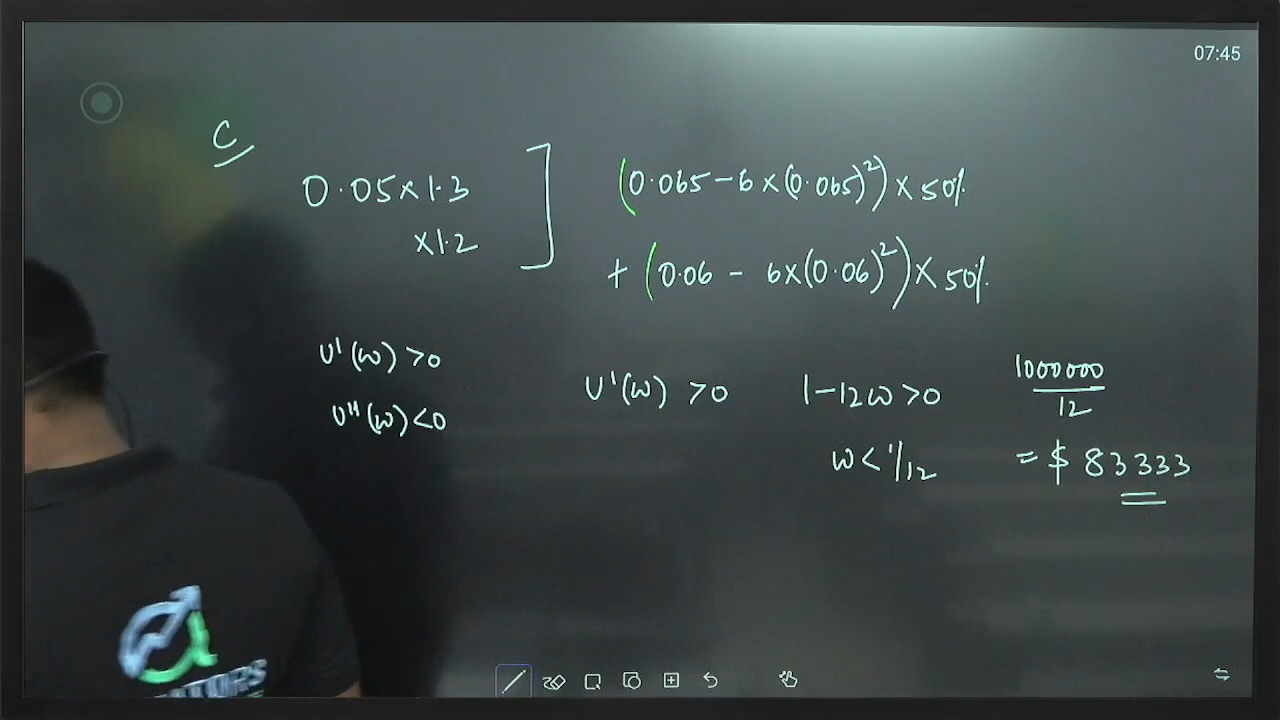 07:45
C
0.05×1.3
×1.2
(0.065-6×(0.065)²)×50%
+ (0.06 - 6×(0.06)²)×50%
U'(w) >0
U''(w)<0
U'(w) >0
1-12w>0
w<1/12
1000000
12
= $ 83333